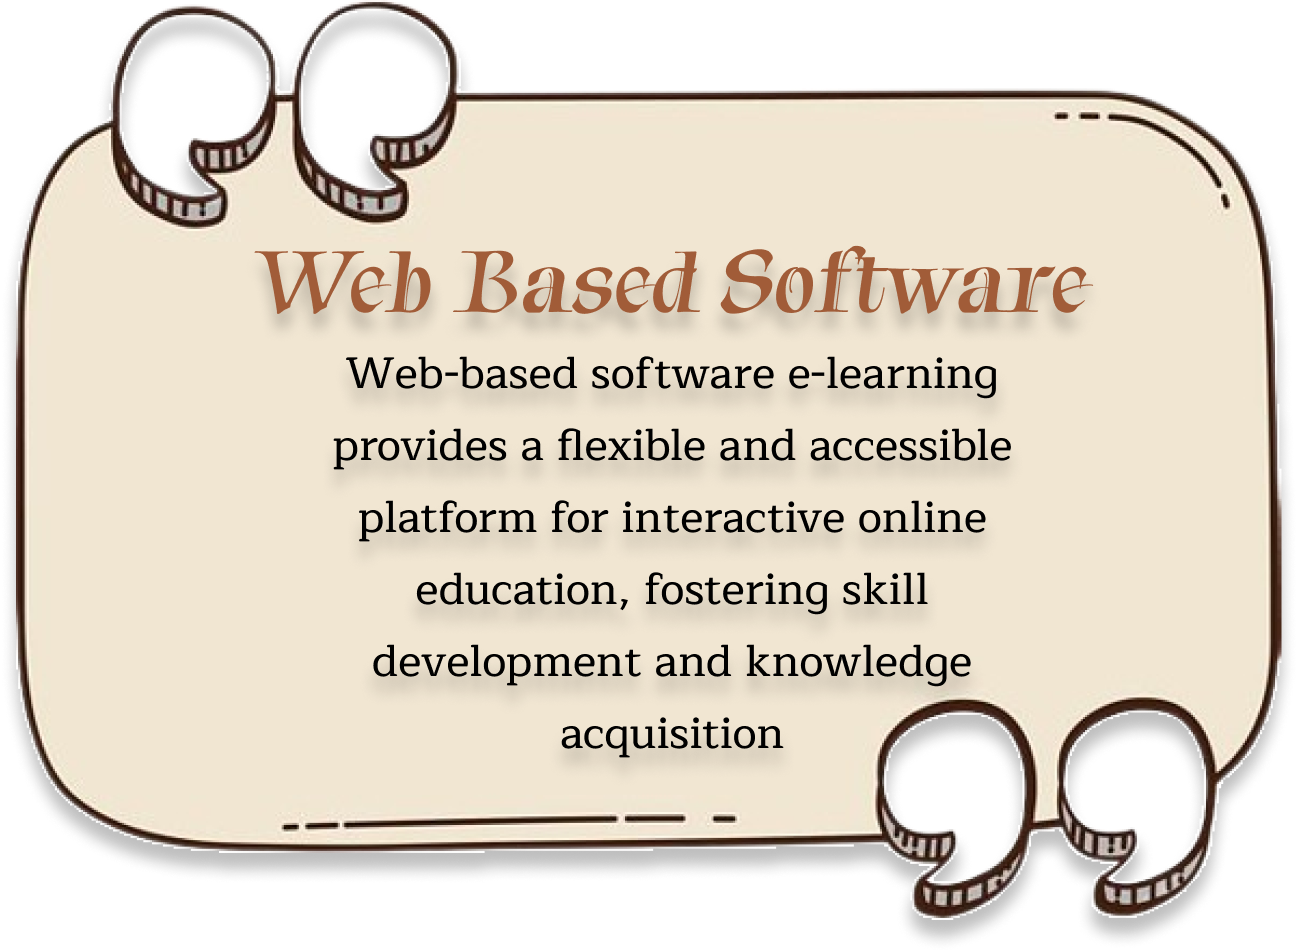 Web Based Software
Web-based software e-learning
provides a flexible and accessible
platform for interactive online
education, fostering skill
development and knowledge
acquisition